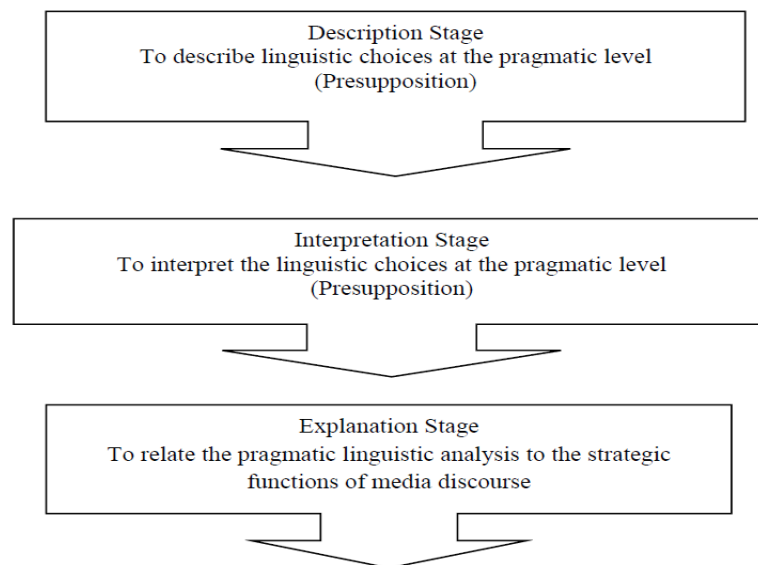 Description Stage
To describe linguistic choices at the pragmatic level
(Presupposition)
Interpretation Stage
To interpret the linguistic choices at the pragmatic level
(Presupposition)
Explanation Stage
To relate the pragmatic linguistic analysis to the strategic
functions of media discourse